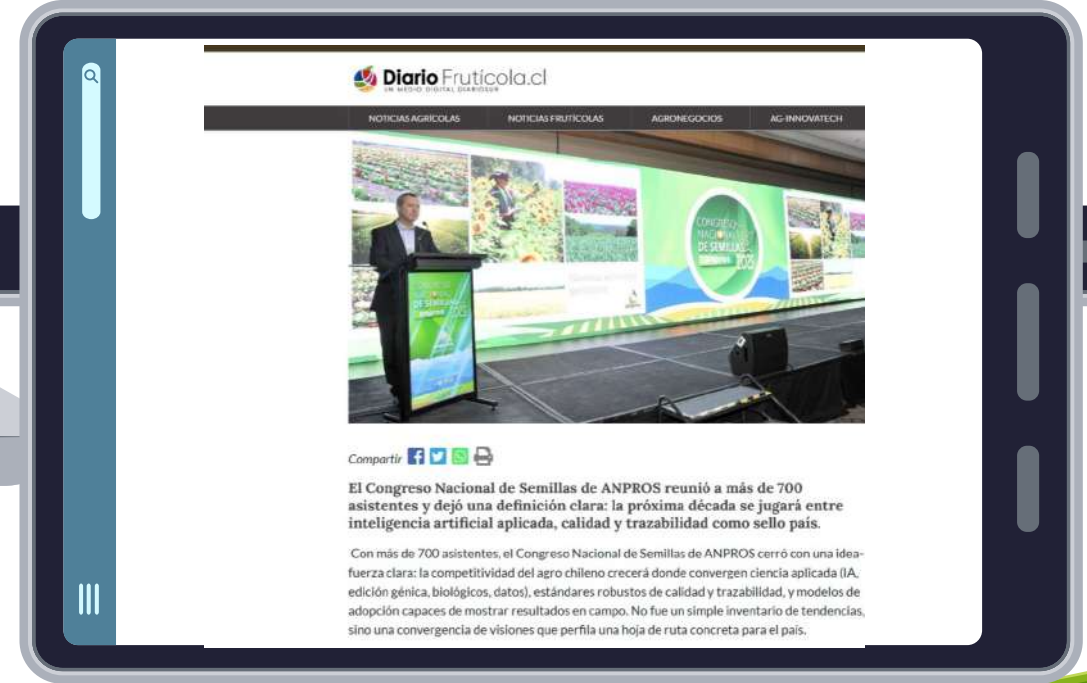 Diario Frutícola.cl
UN MEDIO DIGITAL DIARIOSUR
NOTICIAS AGRÍCOLAS NOTICIAS FRUTÍCOLAS AGRONEGOCIOS AG-INNOVATECH
CONGRESO
NACIONAL
DE SEMILLAS
2025
DE SEMILLAS
Compartir
El Congreso Nacional de Semillas de ANPROS reunió a más de 700
asistentes y dejó una definición clara: la próxima década se jugará entre
inteligencia artificial aplicada, calidad y trazabilidad como sello país.
Con más de 700 asistentes, el Congreso Nacional de Semillas de ANPROS cerró con una idea-
fuerza clara: la competitividad del agro chileno crecerá donde convergen ciencia aplicada (IA,
edición génica, biológicos, datos), estándares robustos de calidad y trazabilidad, y modelos de
adopción capaces de mostrar resultados en campo. No fue un simple inventario de tendencias,
sino una convergencia de visiones que perfila una hoja de ruta concreta para el país.